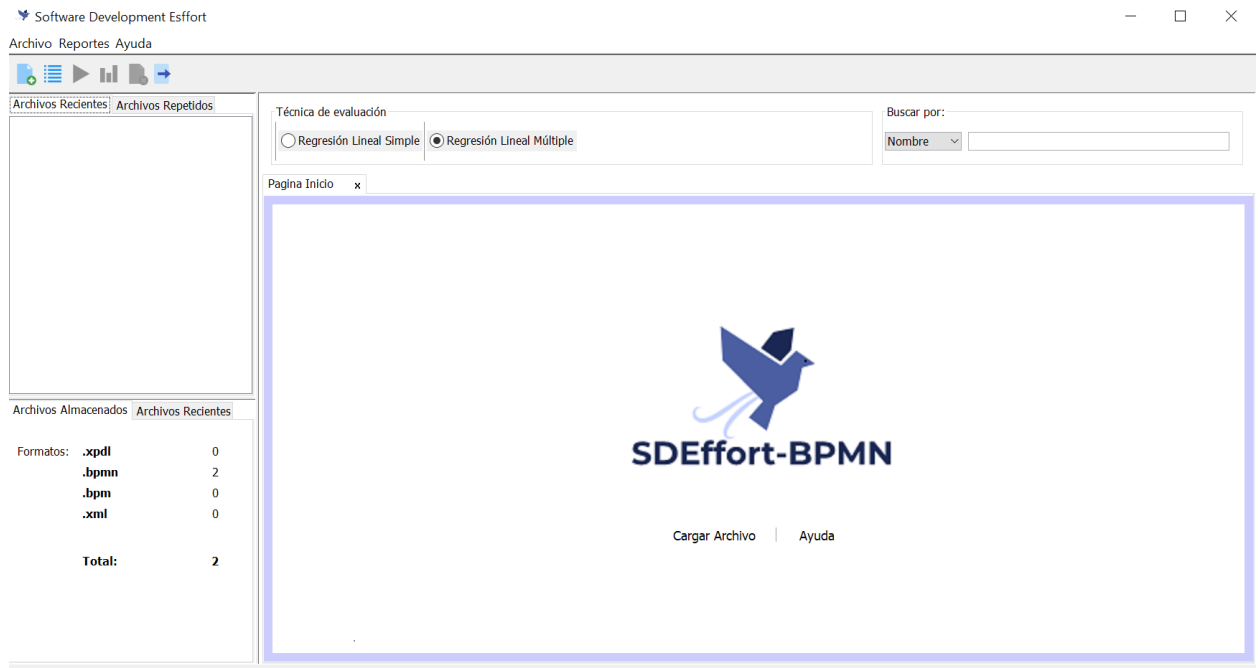 Software Development Esffort
Archivo Reportes Ayuda
Archivos Recientes Archivos Repetidos
Técnica de evaluación
Regresión Lineal Simple Regresión Lineal Múltiple
Buscar por:
Nombre
Pagina Inicio x
SDEffort-BPMN
Cargar Archivo Ayuda
Archivos Almacenados Archivos Recientes
Formatos: .xpdl 0
.bpmn 2
.bpm 0
.xml 0
Total: 2